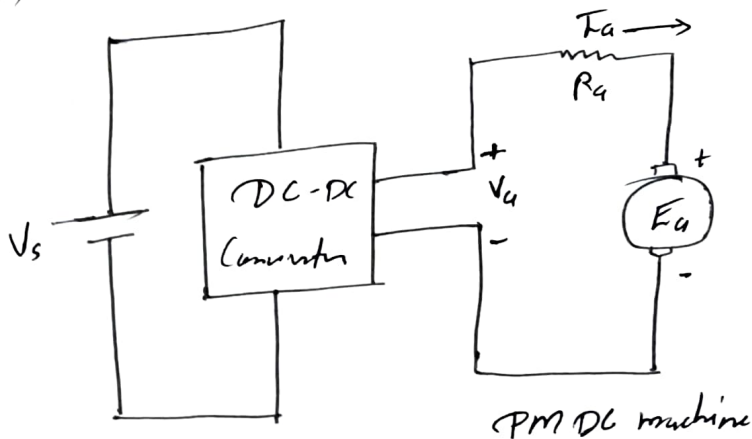 Ia
Ra
+
DC-DC
Va
+
Ea
Vs
Converter
-
-
PM DC machine